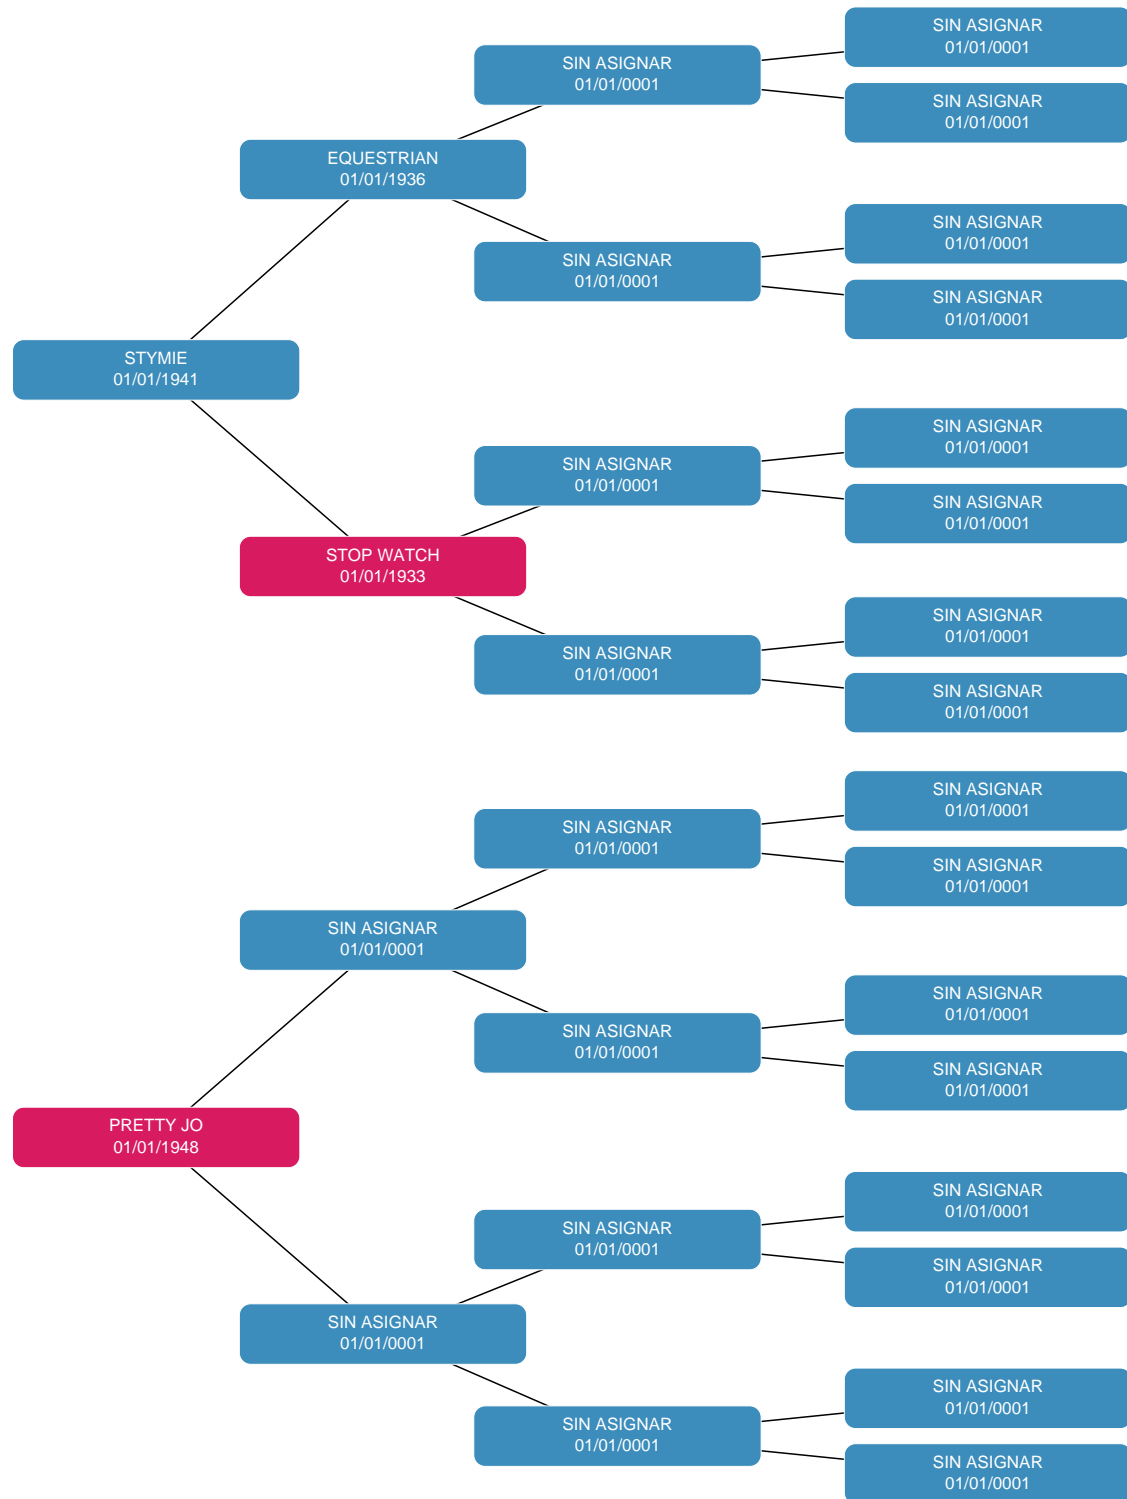 SIN ASIGNAR
01/01/0001
SIN ASIGNAR
01/01/0001
SIN ASIGNAR
01/01/0001
EQUESTRIAN
01/01/1936
SIN ASIGNAR
01/01/0001
SIN ASIGNAR
01/01/0001
SIN ASIGNAR
01/01/0001
STYMIE
01/01/1941
SIN ASIGNAR
01/01/0001
SIN ASIGNAR
01/01/0001
SIN ASIGNAR
01/01/0001
STOP WATCH
01/01/1933
SIN ASIGNAR
01/01/0001
SIN ASIGNAR
01/01/0001
SIN ASIGNAR
01/01/0001
SIN ASIGNAR
01/01/0001
SIN ASIGNAR
01/01/0001
SIN ASIGNAR
01/01/0001
SIN ASIGNAR
01/01/0001
SIN ASIGNAR
01/01/0001
SIN ASIGNAR
01/01/0001
SIN ASIGNAR
01/01/0001
PRETTY JO
01/01/1948
SIN ASIGNAR
01/01/0001
SIN ASIGNAR
01/01/0001
SIN ASIGNAR
01/01/0001
SIN ASIGNAR
01/01/0001
SIN ASIGNAR
01/01/0001
SIN ASIGNAR
01/01/0001
SIN ASIGNAR
01/01/0001